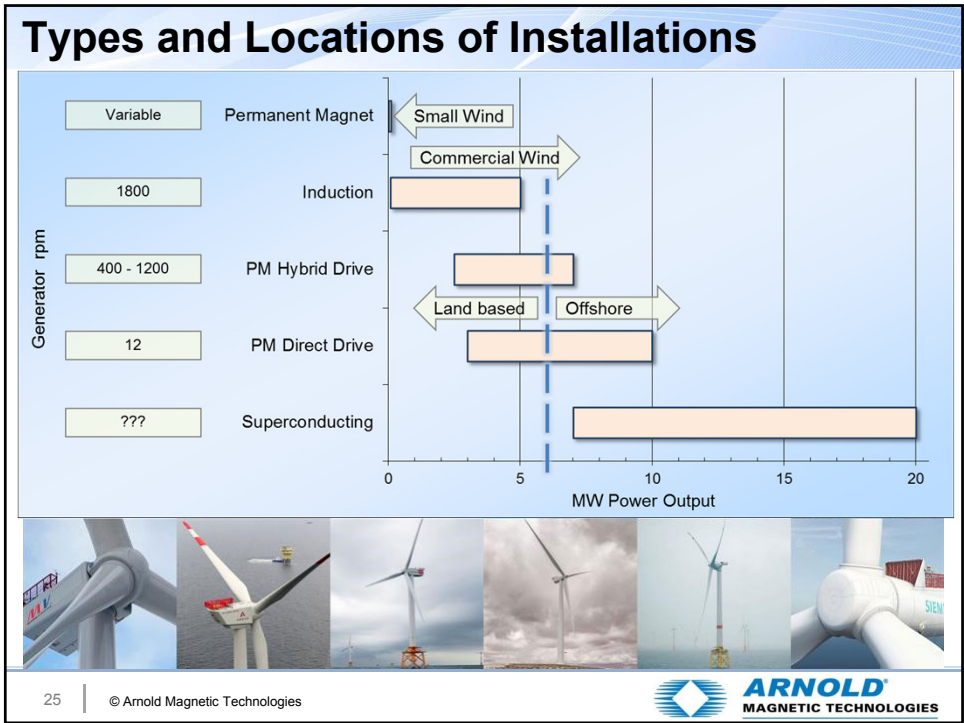 Types and Locations of Installations
Variable
Permanent Magnet
Small Wind
Commercial Wind
1800
Induction
Generator rpm
400 - 1200
PM Hybrid Drive
Land based
Offshore
12
PM Direct Drive
???
Superconducting
0
5
10
15
20
MW Power Output
SIEM
25
© Arnold Magnetic Technologies
ARNOLD®
MAGNETIC TECHNOLOGIES